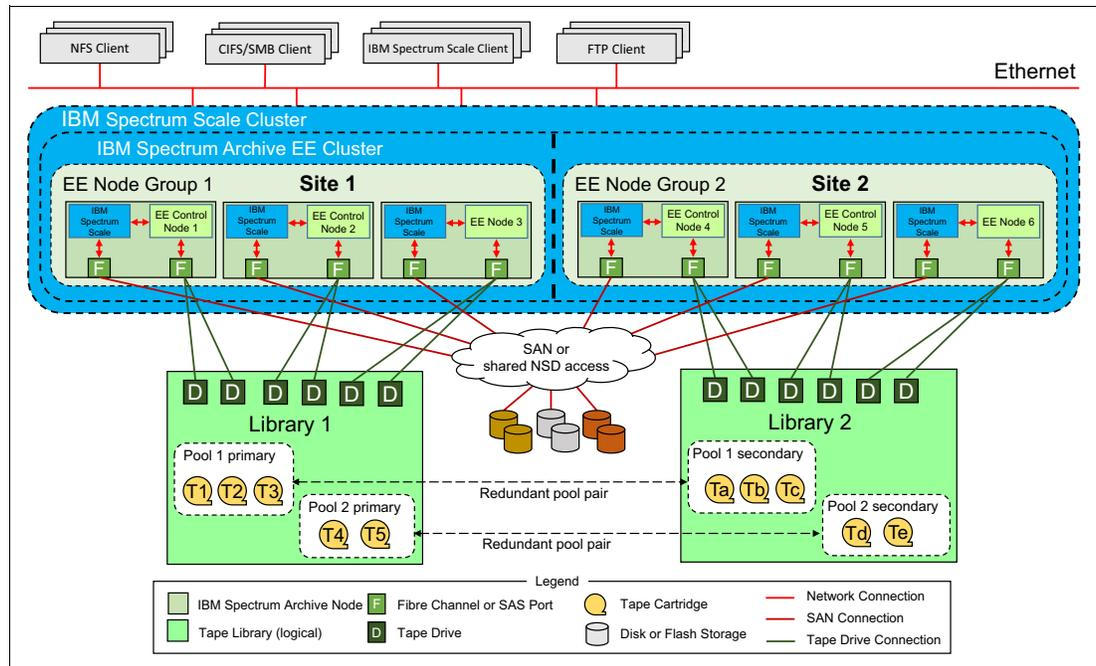 NFS Client
CIFS/SMB Client
IBM Spectrum Scale Client
FTP Client
Ethernet
IBM Spectrum Scale Cluster
IBM Spectrum Archive EE Cluster
EE Node Group 1
Site 1
EE Node Group 2
Site 2
IBM
Spectrum
Scale
EE Control
Node 1
IBM
Spectrum
Scale
EE Control
Node 2
IBM
Spectrum
Scale
EE Node 3
IBM
Spectrum
Scale
EE Control
Node 4
IBM
Spectrum
Scale
EE Control
Node 5
IBM
Spectrum
Scale
EE Node 6
F
F
F
F
F
F
F
F
F
F
F
F
SAN or
shared NSD access
D
D
D
D
D
D
D
D
D
D
D
D
Library 1
Library 2
Pool 1 primary
T1
T2
T3
Pool 1 secondary
Ta
Tb
Tc
Redundant pool pair
Pool 2 primary
T4
T5
Pool 2 secondary
Td
Te
Redundant pool pair
Legend
IBM Spectrum Archive Node
F
Fibre Channel or SAS Port
Tape Cartridge
Network Connection
SAN Connection
Tape Library (logical)
D
Tape Drive
Disk or Flash Storage
Tape Drive Connection